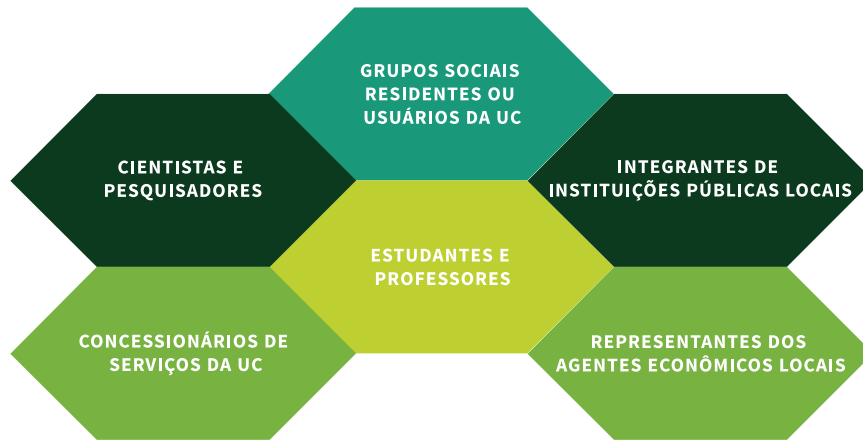 GRUPOS SOCIAIS
RESIDENTES OU
USUÁRIOS DA UC
CIENTISTAS E
PESQUISADORES
INTEGRANTES DE
INSTITUIÇÕES PÚBLICAS LOCAIS
ESTUDANTES E
PROFESSORES
CONCESSIONÁRIOS DE
SERVIÇOS DA UC
REPRESENTANTES DOS
AGENTES ECONÔMICOS LOCAIS